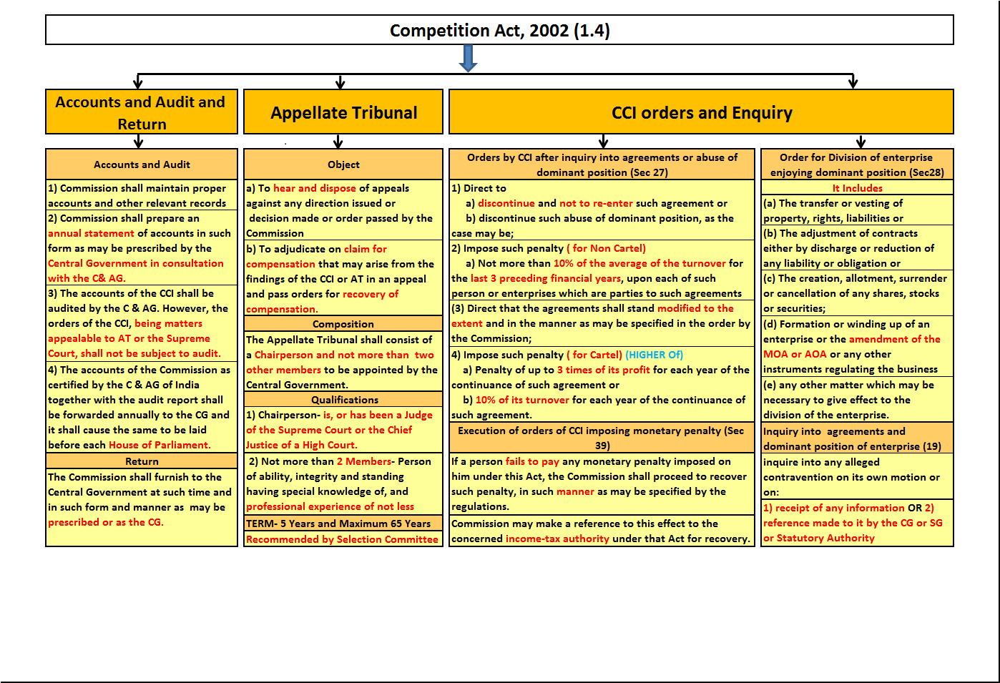 Competition Act, 2002 (1.4)
Accounts and Audit and
Return
Accounts and Audit
1) Commission shall maintain proper
accounts and other relevant records
2) Commission shall prepare an
annual statement of accounts in such
form as may be prescribed by the
Central Government in consultation
with the C& AG.
3) The accounts of the CCI shall be
audited by the C & AG. However, the
orders of the CCI, being matters
appealable to AT or the Supreme
Court, shall not be subject to audit.
4) The accounts of the Commission as
certified by the C & AG of India
together with the audit report shall
be forwarded annually to the CG and
it shall cause the same to be laid
before each House of Parliament.
Return
The Commission shall furnish to the
Central Government at such time and
in such form and manner as may be
prescribed or as the CG.
Appellate Tribunal
Object
a) To hear and dispose of appeals
against any direction issued or
decision made or order passed by the
Commission
b) To adjudicate on claim for
compensation that may arise from the
findings of the CCI or AT in an appeal
and pass orders for recovery of
compensation.
Composition
The Appellate Tribunal shall consist of
a Chairperson and not more than two
other members to be appointed by the
Central Government.
Qualifications
1) Chairperson- is, or has been a Judge
of the Supreme Court or the Chief
Justice of a High Court.
2) Not more than 2 Members- Person
of ability, integrity and standing
having special knowledge of, and
professional experience of not less
TERM- 5 Years and Maximum 65 Years
Recommended by Selection Committee
CCI orders and Enquiry
Orders by CCI after inquiry into agreements or abuse of
dominant position (Sec 27)
1) Direct to
a) discontinue and not to re-enter such agreement or
b) discontinue such abuse of dominant position, as the
case may be;
2) Impose such penalty ( for Non Cartel)
a) Not more than 10% of the average of the turnover for
the last 3 preceding financial years, upon each of such
person or enterprises which are parties to such agreements
(3) Direct that the agreements shall stand modified to the
extent and in the manner as may be specified in the order by
the Commission;
4) Impose such penalty ( for Cartel) (HIGHER Of)
a) Penalty of up to 3 times of its profit for each year of the
continuance of such agreement or
b) 10% of its turnover for each year of the continuance of
such agreement.
Execution of orders of CCI imposing monetary penalty (Sec
39)
If a person fails to pay any monetary penalty imposed on
him under this Act, the Commission shall proceed to recover
such penalty, in such manner as may be specified by the
regulations.
Commission may make a reference to this effect to the
concerned income-tax authority under that Act for recovery.
Order for Division of enterprise
enjoying dominant position (Sec28)
It Includes
(a) The transfer or vesting of
property, rights, liabilities or
(b) The adjustment of contracts
either by discharge or reduction of
any liability or obligation or
(c) The creation, allotment, surrender
or cancellation of any shares, stocks
or securities;
(d) Formation or winding up of an
enterprise or the amendment of the
MOA or AOA or any other
instruments regulating the business
(e) any other matter which may be
necessary to give effect to the
division of the enterprise.
Inquiry into agreements and
dominant position of enterprise (19)
inquire into any alleged
contravention on its own motion or
on:
1) receipt of any information OR 2)
reference made to it by the CG or SG
or Statutory Authority